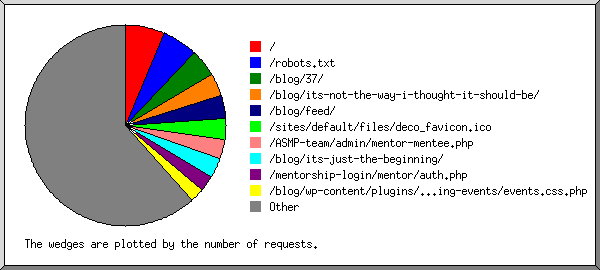 /
/robots.txt
/blog/37/
/blog/its-not-the-way-i-thought-it-should-be/
/blog/feed/
/sites/default/files/deco_favicon.ico
/ASMP-team/admin/mentor-mentee.php
/blog/its-just-the-beginning/
/mentorship-login/mentor/auth.php
/blog/wp-content/plugins/...ing-events/events.css.php
Other
The wedges are plotted by the number of requests.